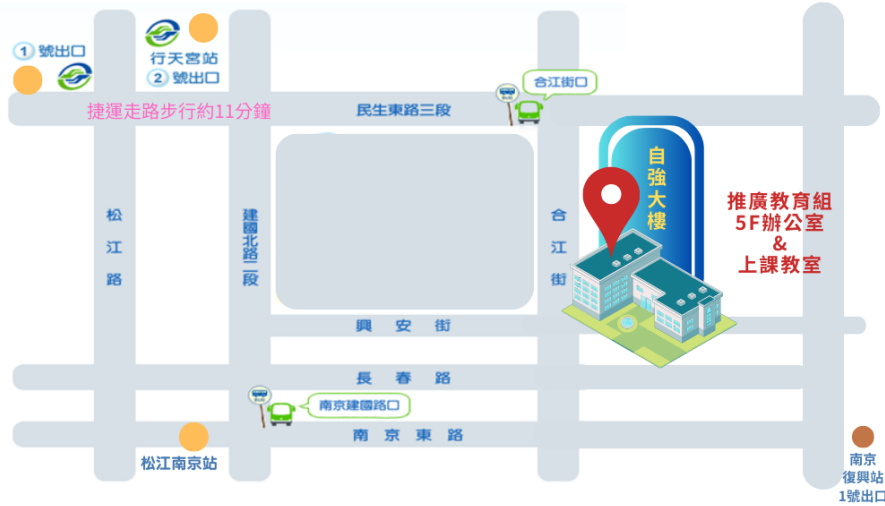 1 號出口
行天宮站
2 號出口
捷運走路步行約11分鐘
民生東路三段
合江街口
BUS
自強大樓
推廣教育組
5F辦公室
&
上課教室
松江路
建國北路二段
合江街
興安街
長春路
BUS
南京建國路口
南京東路
松江南京站
南京
復興站
1號出口